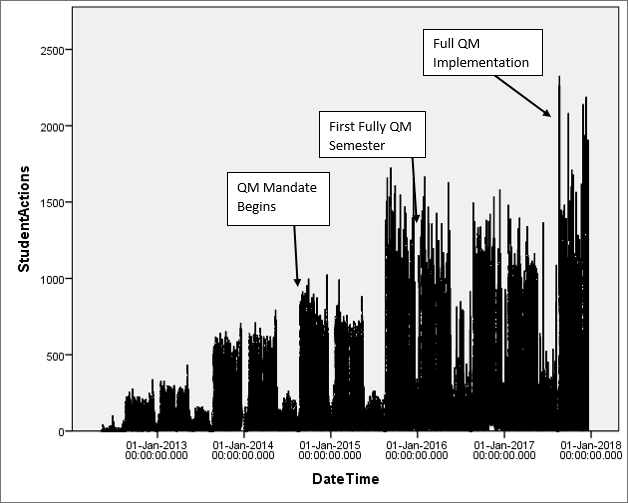 2500
2000
1500
1000
500
0
StudentActions
Full QM
Implementation
First Fully QM
Semester
QM Mandate
Begins
01-Jan-2013
00:00:00.000
01-Jan-2014
00:00:00.000
01-Jan-2015
00:00:00.000
01-Jan-2016
00:00:00.000
01-Jan-2017
00:00:00.000
01-Jan-2018
00:00:00.000
DateTime